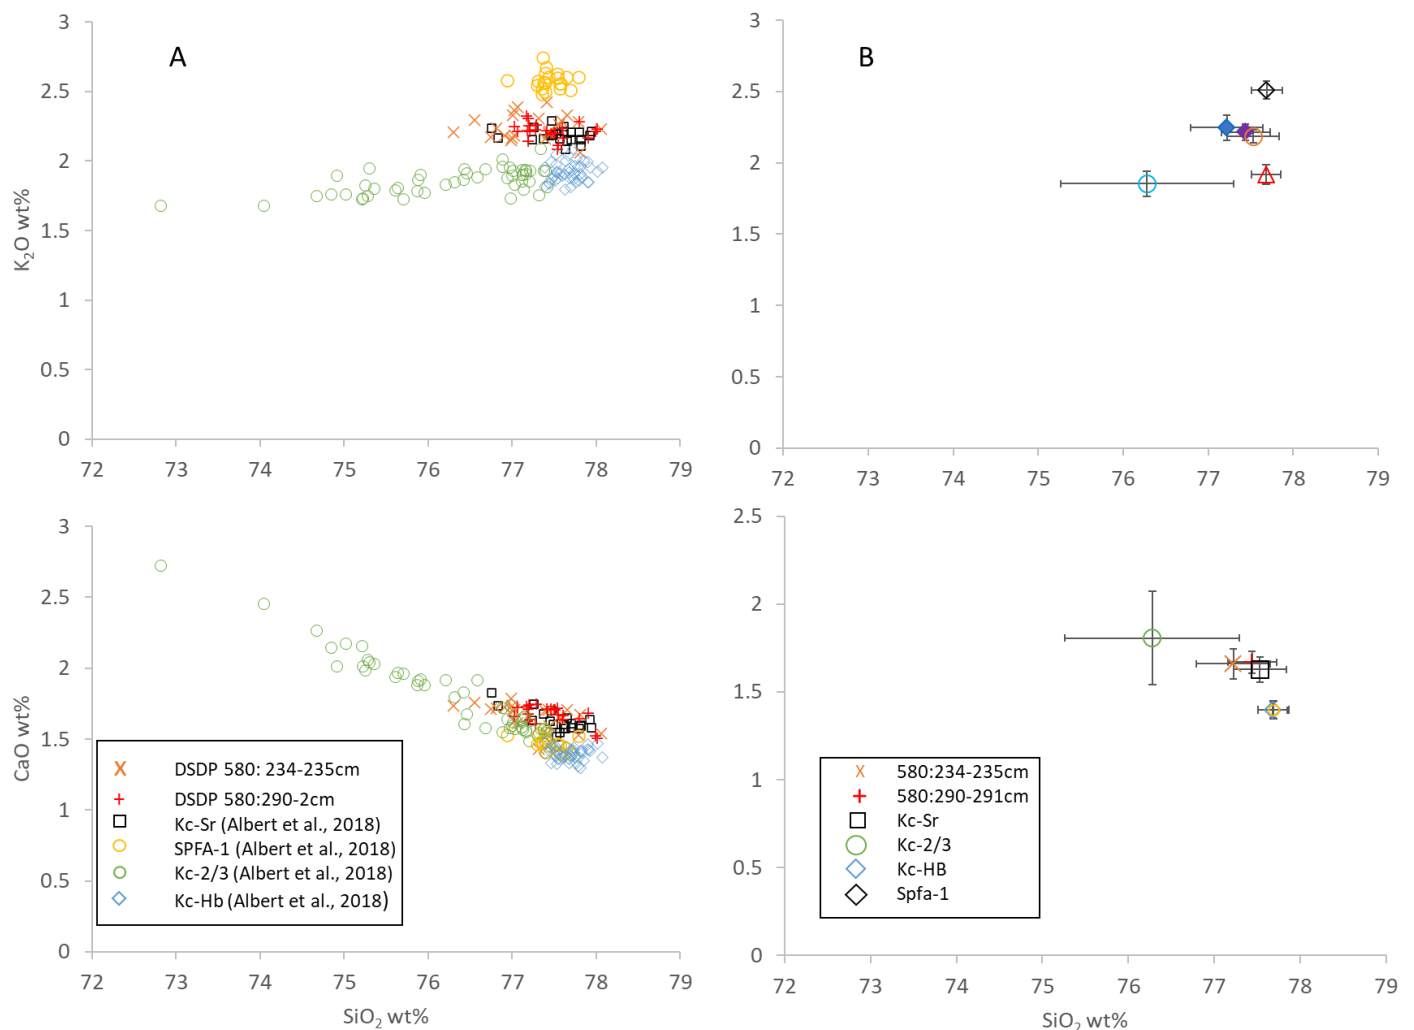 A
3
2.5
2
1.5
1
0.5
0
K2O wt%
72 73 74 75 76 77 78 79
B
3
2.5
2
1.5
1
0.5
0
72 73 74 75 76 77 78 79
3
2.5
2
1.5
1
0.5
0
CaO wt%
DSDP 580: 234-235cm
DSDP 580:290-2cm
Kc-Sr (Albert et al., 2018)
SPFA-1 (Albert et al., 2018)
Kc-2/3 (Albert et al., 2018)
Kc-Hb (Albert et al., 2018)
72 73 74 75 76 77 78 79
SiO2 wt%
2.5
2
1.5
1
0.5
0
580:234-235cm
580:290-291cm
Kc-Sr
Kc-2/3
Kc-HB
Spfa-1
72 73 74 75 76 77 78 79
SiO2 wt%